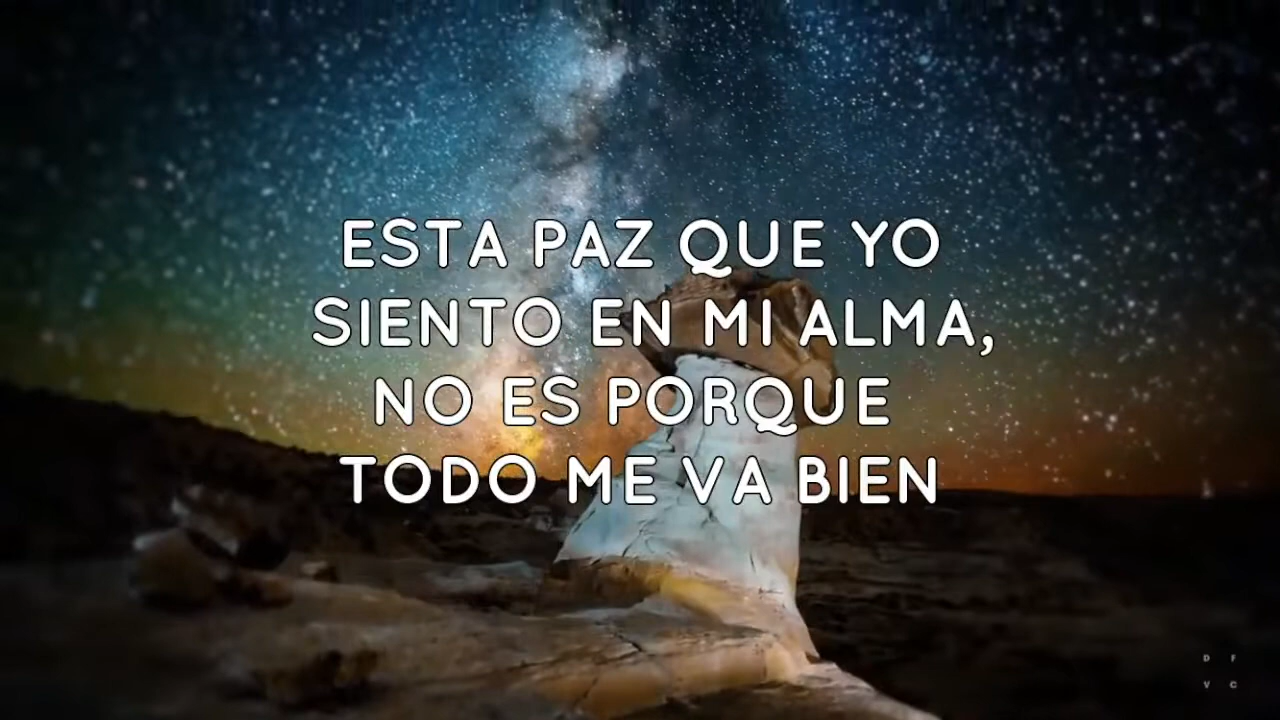 ESTA PAZ QUE YO
SIENTO EN MI ALMA,
NO ES PORQUE
TODO ME VA BIEN
D F
V C